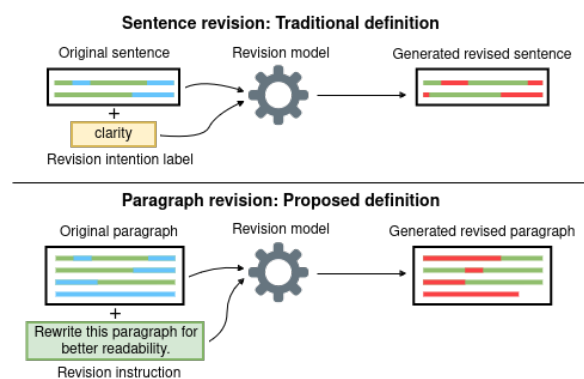 Sentence revision: Traditional definition
Original sentence
Revision model
Generated revised sentence
+
clarity
Revision intention label
Paragraph revision: Proposed definition
Original paragraph
Revision model
Generated revised paragraph
+
Rewrite this paragraph for
better readability.
Revision instruction